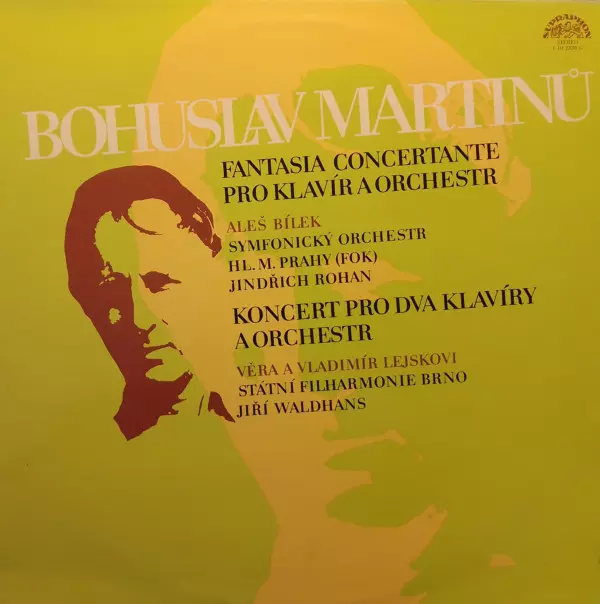 SUPRAPHON
STEREO
BOHUSLAV MARTINŮ
FANTASIA CONCERTANTE
PRO KLAVÍR A ORCHESTR
ALEŠ BÍLEK
SYMFONICKÝ ORCHESTR
HL. M. PRAHY (FOK)
JINDŘICH ROHAN
KONCERT PRO DVA KLAVÍRY
A ORCHESTR
VĚRA A VLADIMÍR LEJSKOVI
STÁTNÍ FILHARMONIE BRNO
JIŘÍ WALDHANS